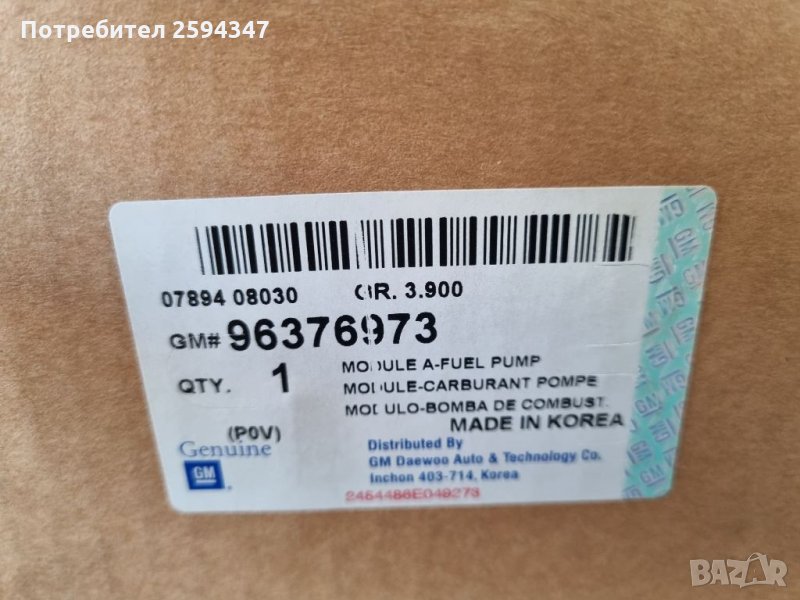 Потребител 2594347
07894 08030 GR. 3.900
GM# 96376973
QTY. 1
MODULE A-FUEL PUMP
MODULE-CARBURANT POMPE
MODULO-BOMBA DE COMBUST.
MADE IN KOREA
(P0V)
Genuine
GM
Distributed By
GM Daewoo Auto & Technology Co.
Inchon 403-714, Korea
2454486E049273
BAZAR